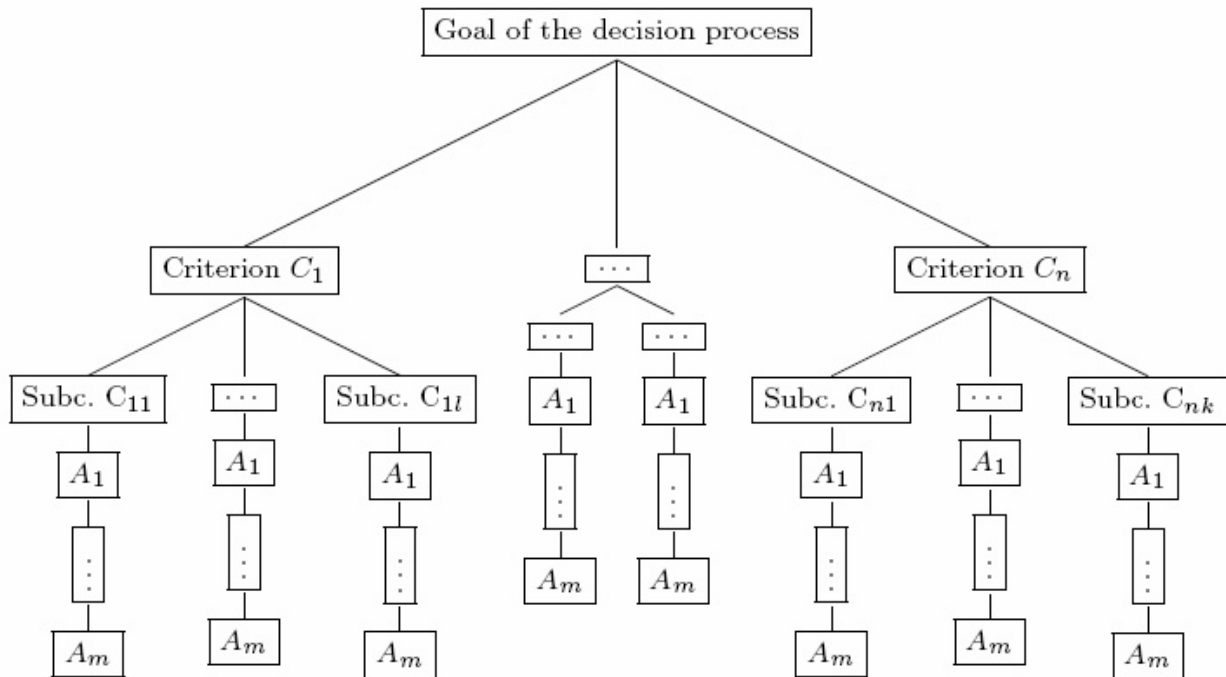 Goal of the decision process
Criterion C₁
···
Criterion Cₙ
···
···
Subc. C₁₁
···
Subc. C₁ₗ
Subc. Cₙ₁
···
Subc. Cₙₖ
A₁
A₁
A₁
A₁
A₁
A₁
A₁
A₁
⋮
⋮
⋮
⋮
⋮
⋮
⋮
⋮
Aₘ
Aₘ
Aₘ
Aₘ
Aₘ
Aₘ
Aₘ
Aₘ